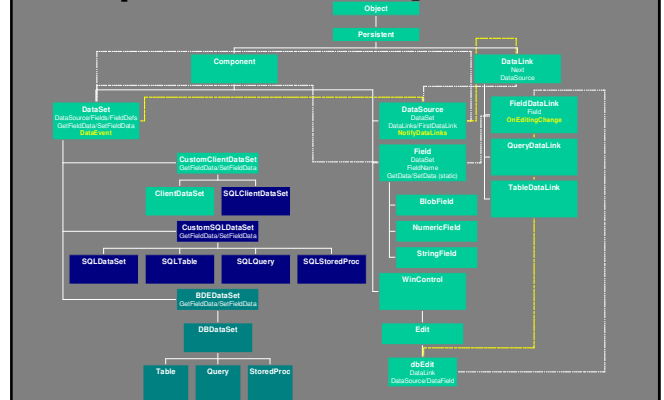 Object
Persistent
Component
DataLink
Next
DataSource
DataSet
DataSource/Fields/FieldDefs
GetFieldData/SetFieldData
DataEvent
DataSource
DataSet
DataLinks/FirstDataLink
NotifyDataLinks
FieldDataLink
Field
OnEditingChange
Field
DataSet
FieldName
GetData/SetData (static)
QueryDataLink
CustomClientDataSet
GetFieldData/SetFieldData
TableDataLink
ClientDataSet
SQLClientDataSet
BlobField
CustomSQLDataSet
GetFieldData/SetFieldData
NumericField
StringField
SQLDataSet
SQLTable
SQLQuery
SQLStoredProc
WinControl
BDEDataSet
GetFieldData/SetFieldData
DBDataSet
Edit
dbEdit
DataLink
DataSource/DataField
Table
Query
StoredProc